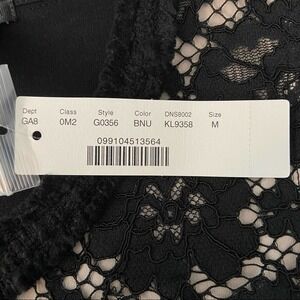 Dept Class Style Color DNS8002 Size
GA8 0M2 G0356 BNU KL9358 M
099104513564